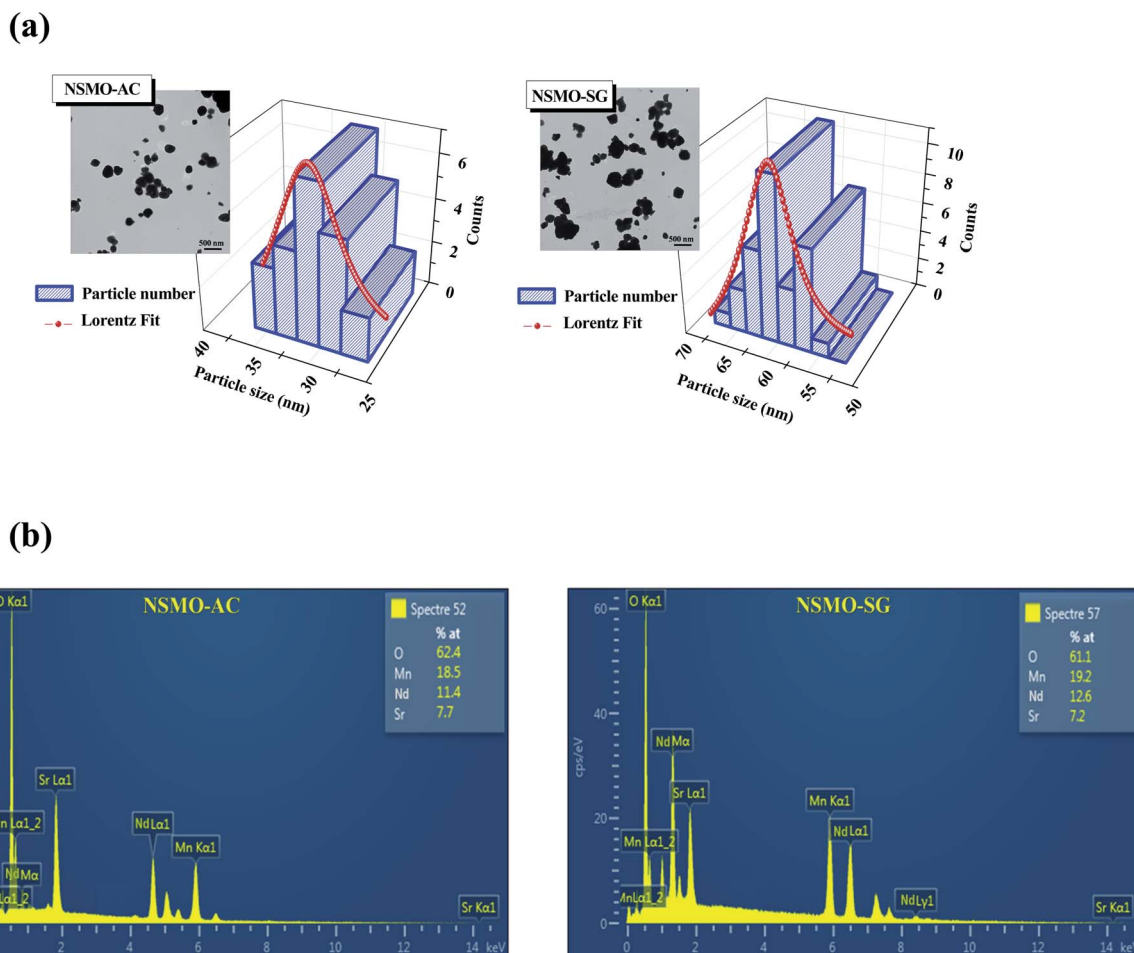 (a)
NSMO-AC
500 nm
Particle number
Lorentz Fit
6
4
2
0
Counts
40
35
30
25
Particle size (nm)
NSMO-SG
500 nm
Particle number
Lorentz Fit
10
8
6
4
2
0
Counts
70
65
60
55
50
Particle size (nm)
(b)
NSMO-AC
O Kα1
Spectre 52
% at
O 62.4
Mn 18.5
Nd 11.4
Sr 7.7
Sr Lα1
n Lα1_2
Nd Lα1
Mn Kα1
Nd Mα
Lα1_2
Sr Kα1
2 4 6 8 10 12 14 keV
NSMO-SG
O Kα1
Spectre 57
% at
O 61.1
Mn 19.2
Nd 12.6
Sr 7.2
60
40
20
0
cps/eV
Nd Mα
Sr Lα1
Mn Kα1
Mn Lα1_2
Nd Lα1
MnLα1_2
Nd Lγ1
Sr Kα1
0 2 4 6 8 10 12 14 keV